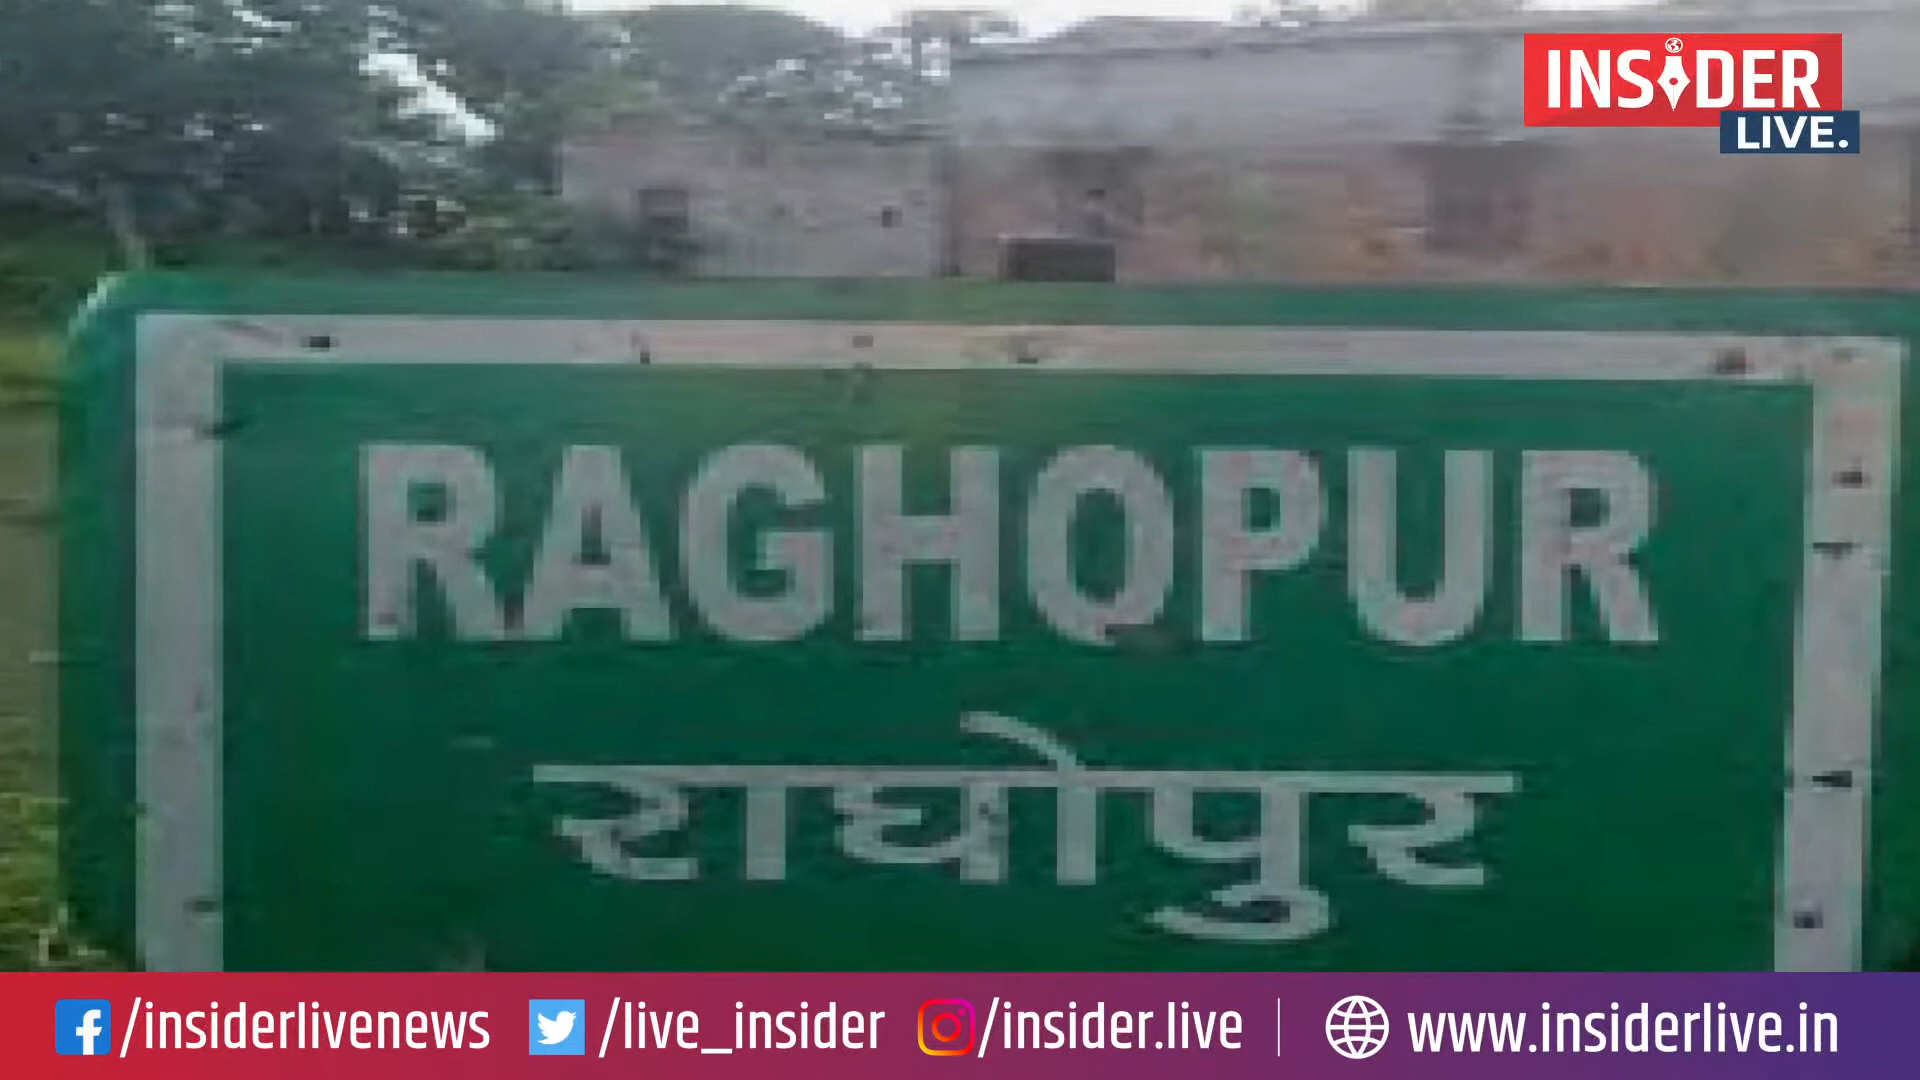 INSIDER
LIVE.
RAGHOPUR
राघोपुर
/insiderlivenews /live_insider /insider.live www.insiderlive.in